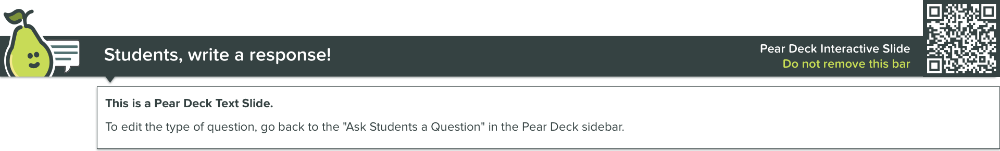 Students, write a response!
Pear Deck Interactive Slide
Do not remove this bar
This is a Pear Deck Text Slide.
To edit the type of question, go back to the "Ask Students a Question" in the Pear Deck sidebar.